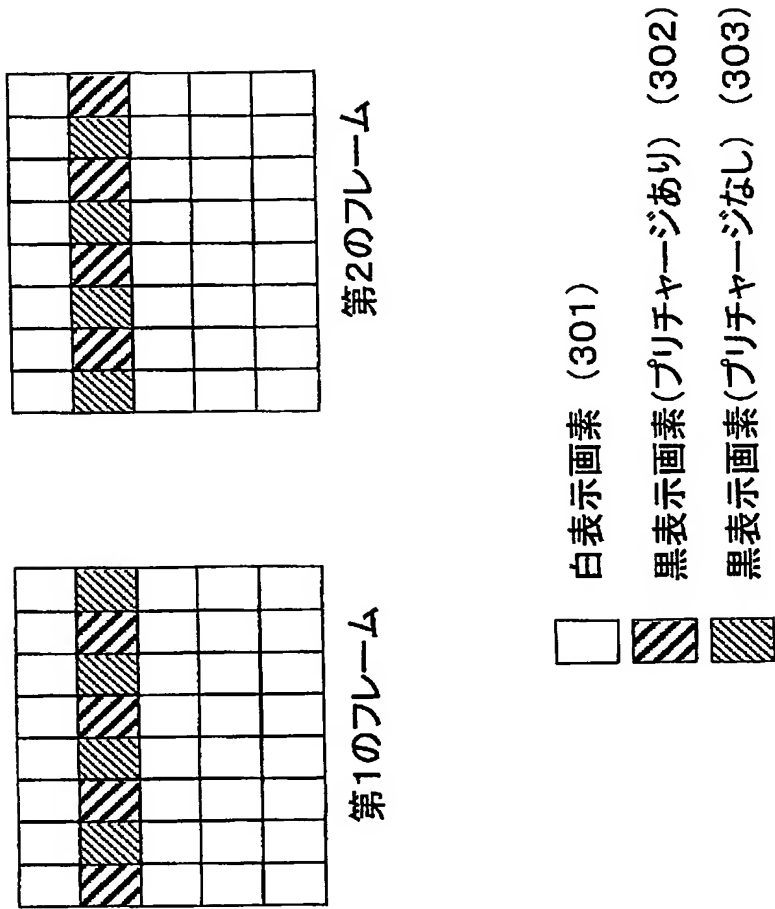 第1のフレーム
第2のフレーム
白表示画素 (301)
黒表示画素(プリチャージあり) (302)
黒表示画素(プリチャージなし) (303)